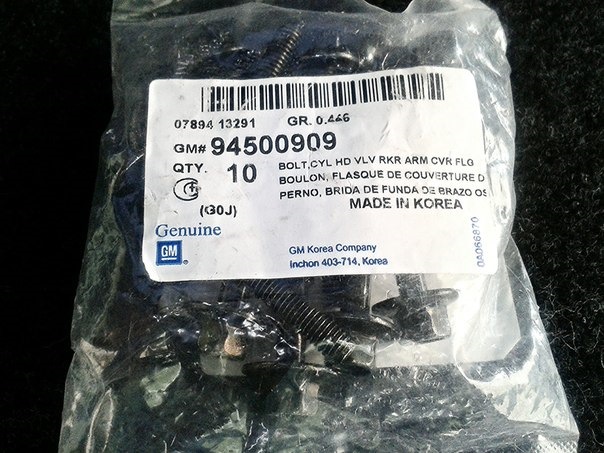 07894 13291 GR. 0.446
GM# 94500909
QTY. 10
BOLT,CYL HD VLV RKR ARM CVR FLG
BOULON, FLASQUE DE COUVERTURE D
PERNO, BRIDA DE FUNDA DE BRAZO OS
(G0J)
MADE IN KOREA
Genuine
GM
GM Korea Company
Inchon 403-714, Korea
0A066870